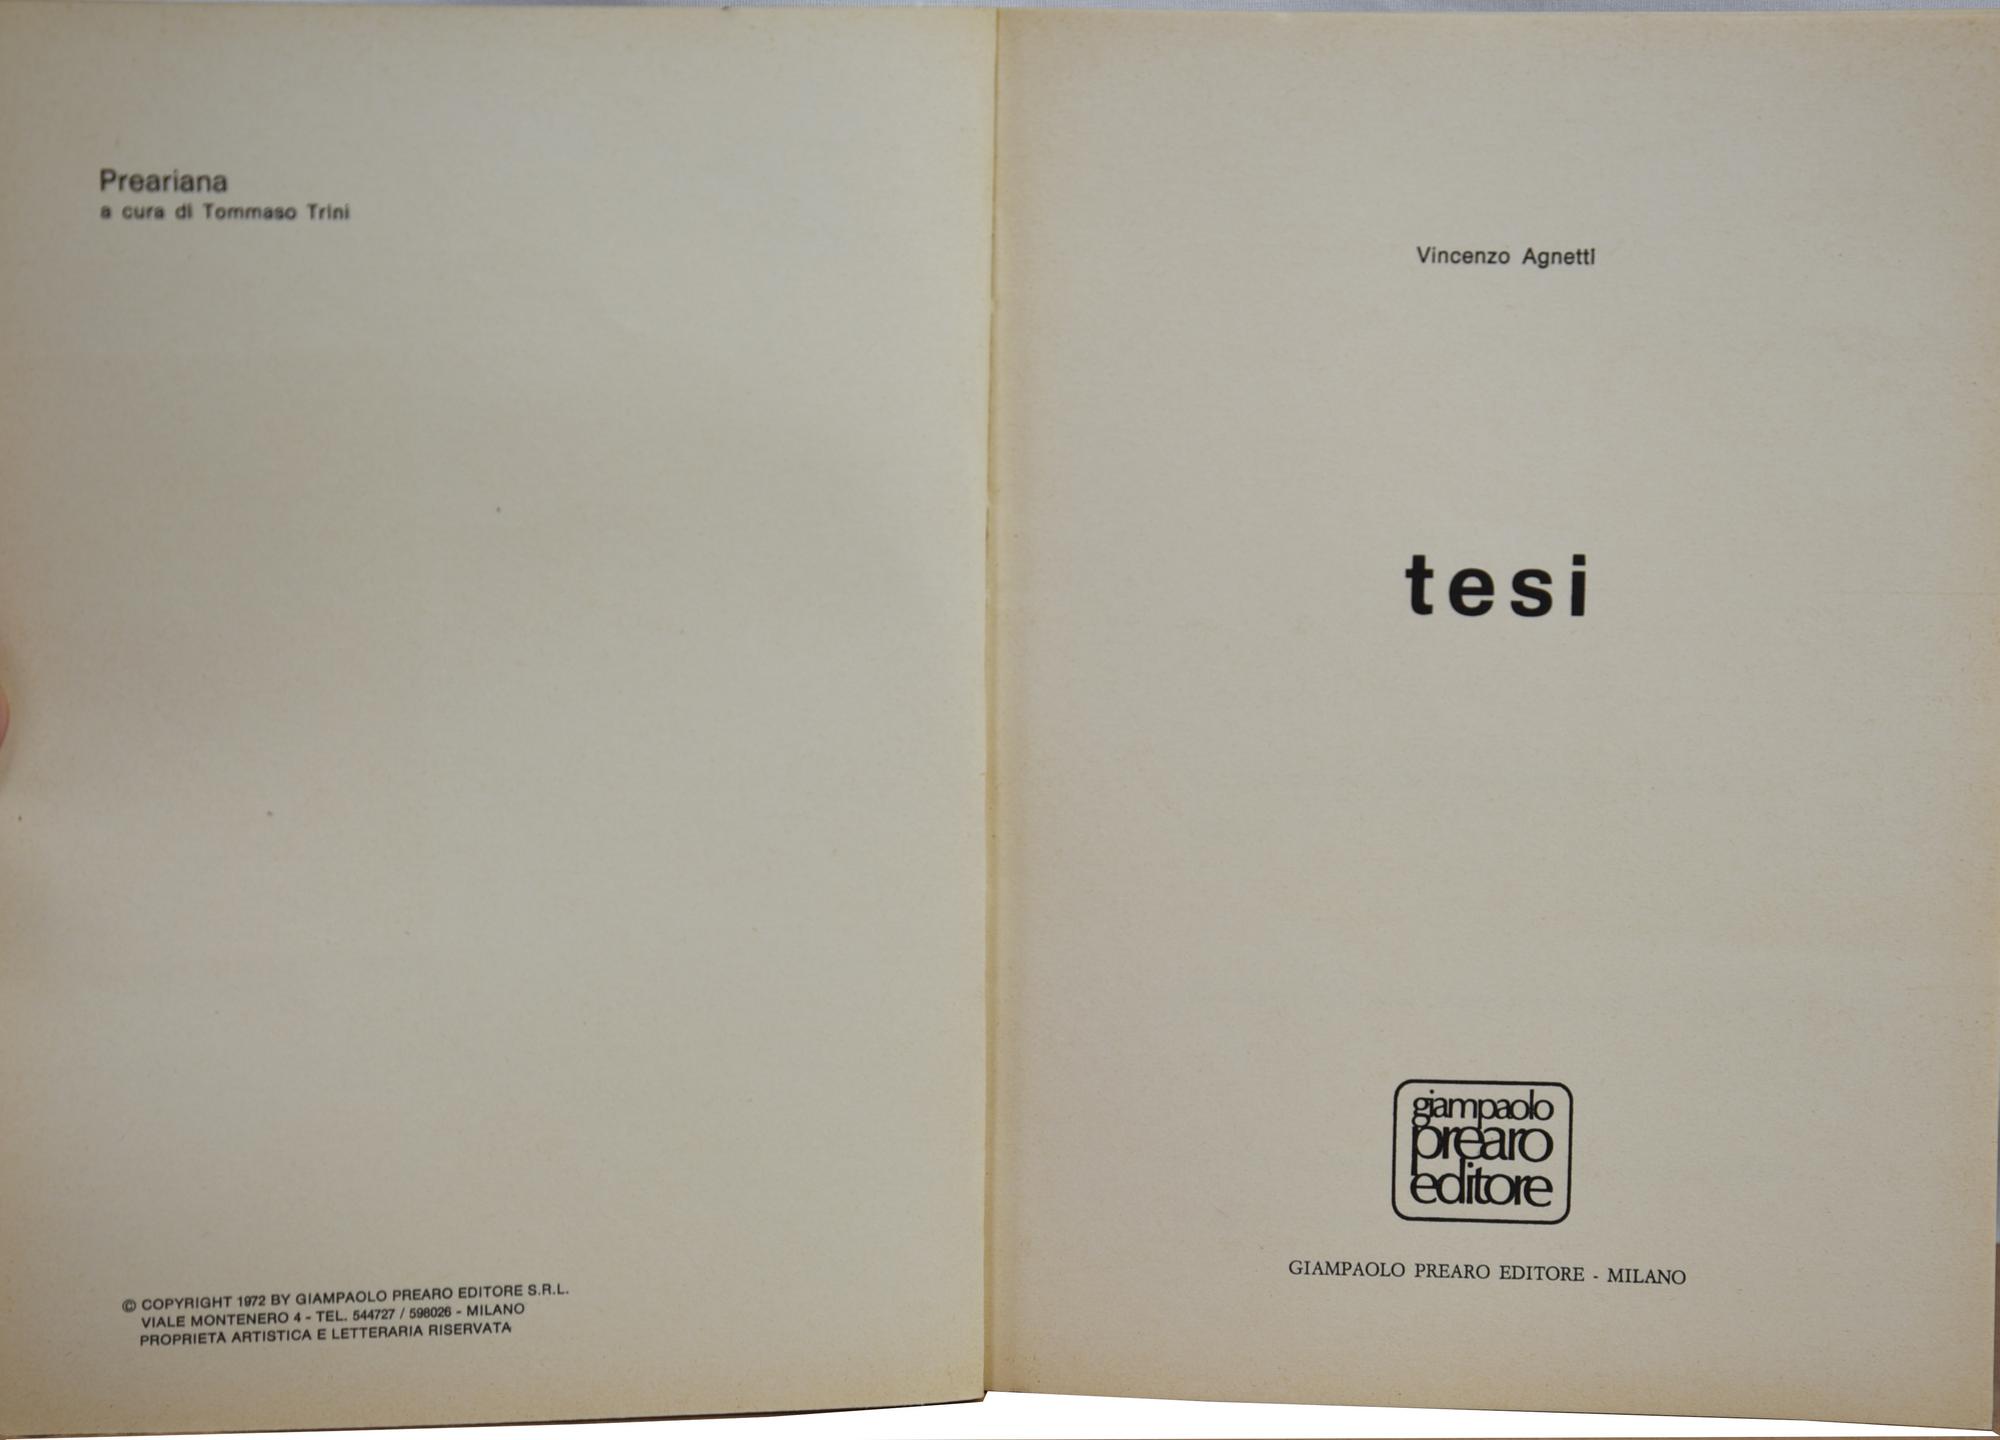 Preariana
a cura di Tommaso Trini
© COPYRIGHT 1972 BY GIAMPAOLO PREARO EDITORE S.R.L.
VIALE MONTENERO 4 - TEL. 544727 / 598026 - MILANO
PROPRIETA ARTISTICA E LETTERARIA RISERVATA
Vincenzo Agnetti
tesi
giampaolo
prearo
editore
GIAMPAOLO PREARO EDITORE - MILANO